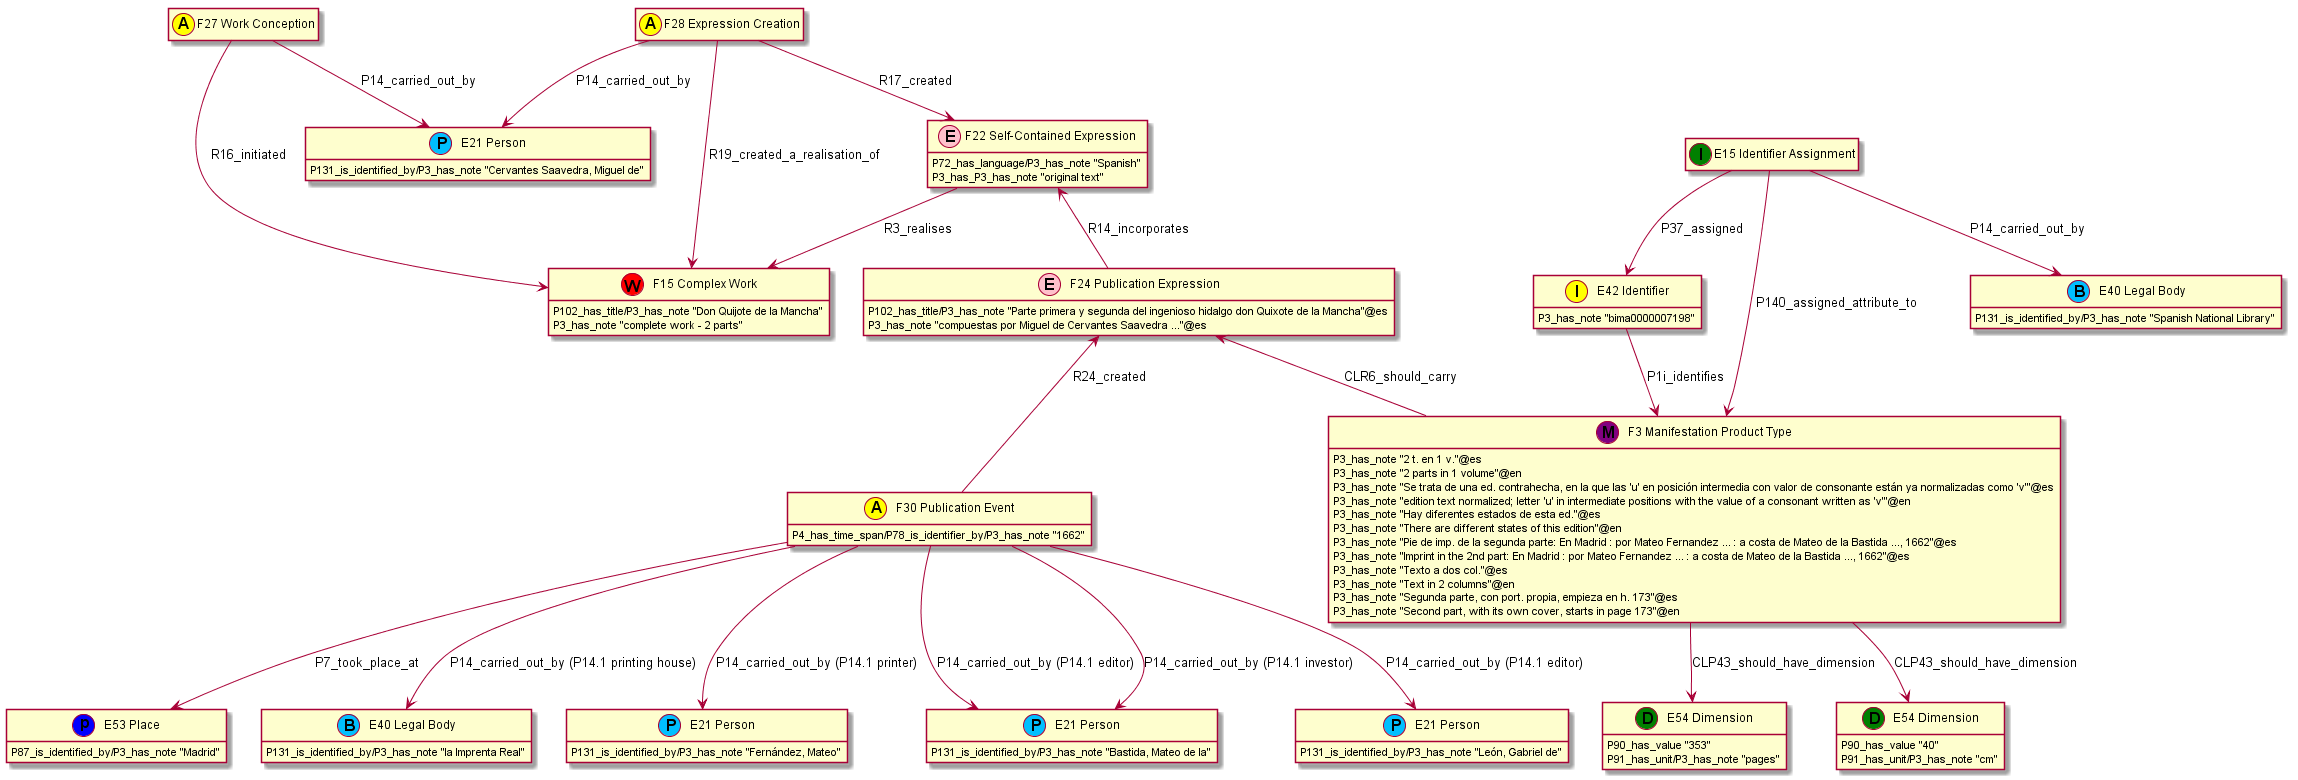 A F27 Work Conception
A F28 Expression Creation
P14_carried_out_by
P14_carried_out_by
R17_created
P E21 Person
P131_is_identified_by/P3_has_note "Cervantes Saavedra, Miguel de"
E F22 Self-Contained Expression
P72_has_language/P3_has_note "Spanish"
P3_has_P3_has_note "original text"
I E15 Identifier Assignment
R16_initiated
R19_created_a_realisation_of
R3_realises
R14_incorporates
P37_assigned
P14_carried_out_by
W F15 Complex Work
P102_has_title/P3_has_note "Don Quijote de la Mancha"
P3_has_note "complete work - 2 parts"
E F24 Publication Expression
P102_has_title/P3_has_note "Parte primera y segunda del ingenioso hidalgo don Quixote de la Mancha"@es
P3_has_note "compuestas por Miguel de Cervantes Saavedra ..."@es
I E42 Identifier
P3_has_note "bima0000007198"
P140_assigned_attribute_to
B E40 Legal Body
P131_is_identified_by/P3_has_note "Spanish National Library"
R24_created
CLR6_should_carry
P1i_identifies
M F3 Manifestation Product Type
P3_has_note "2 t. en 1 v."@es
P3_has_note "2 parts in 1 volume"@en
P3_has_note "Se trata de una ed. contrahecha, en la que las 'u' en posición intermedia con valor de consonante están ya normalizadas como 'v'"@es
P3_has_note "edition text normalized; letter 'u' in intermediate positions with the value of a consonant written as 'v'"@en
P3_has_note "Hay diferentes estados de esta ed."@es
P3_has_note "There are different states of this edition"@en
P3_has_note "Pie de imp. de la segunda parte: En Madrid : por Mateo Fernandez ... : a costa de Mateo de la Bastida ..., 1662"@es
P3_has_note "Imprint in the 2nd part: En Madrid : por Mateo Fernandez ... : a costa de Mateo de la Bastida ..., 1662"@es
P3_has_note "Texto a dos col."@es
P3_has_note "Text in 2 columns"@en
P3_has_note "Segunda parte, con port. propia, empieza en h. 173"@es
P3_has_note "Second part, with its own cover, starts in page 173"@en
A F30 Publication Event
P4_has_time_span/P78_is_identifier_by/P3_has_note "1662"
P7_took_place_at
P14_carried_out_by (P14.1 printing house)
P14_carried_out_by (P14.1 printer)
P14_carried_out_by (P14.1 editor)
P14_carried_out_by (P14.1 investor)
P14_carried_out_by (P14.1 editor)
CLP43_should_have_dimension
CLP43_should_have_dimension
P E53 Place
P87_is_identified_by/P3_has_note "Madrid"
B E40 Legal Body
P131_is_identified_by/P3_has_note "la Imprenta Real"
P E21 Person
P131_is_identified_by/P3_has_note "Fernández, Mateo"
P E21 Person
P131_is_identified_by/P3_has_note "Bastida, Mateo de la"
P E21 Person
P131_is_identified_by/P3_has_note "León, Gabriel de"
D E54 Dimension
P90_has_value "353"
P91_has_unit/P3_has_note "pages"
D E54 Dimension
P90_has_value "40"
P91_has_unit/P3_has_note "cm"